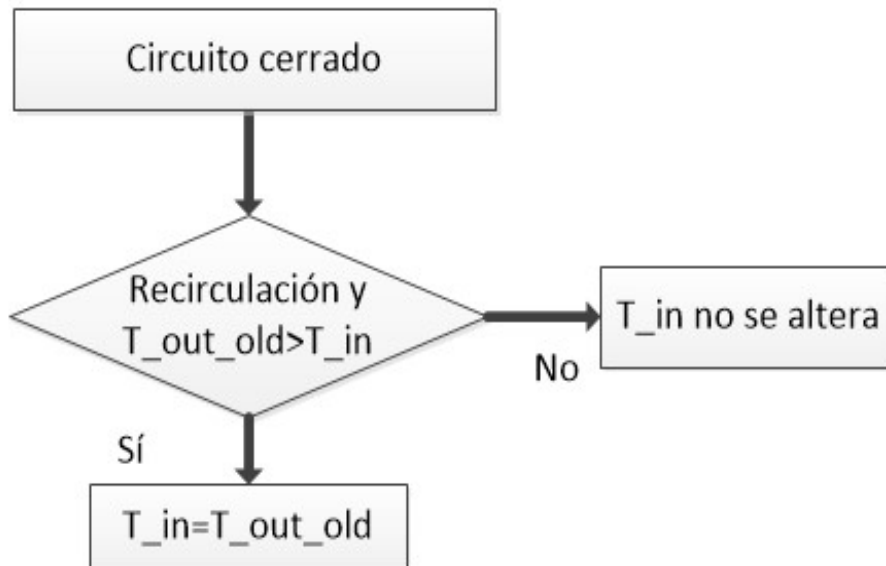 Circuito cerrado
Recirculación y
T_out_old>T_in
T_in no se altera
No
Sí
T_in=T_out_old